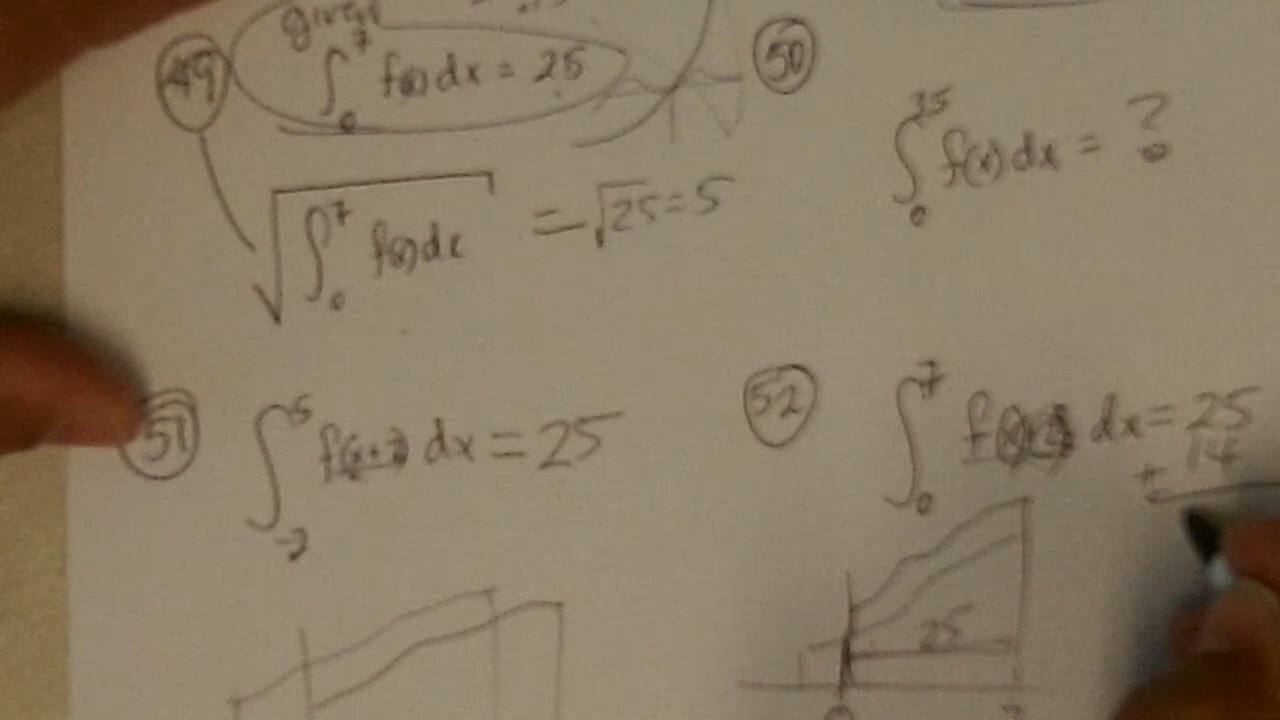 given
49 ∫₀⁷ f(x)dx = 25
√∫₀⁷ f(x)dx = √25 = 5
50
∫₀³⁵ f(x)dx = ?
51 ∫₋₂⁵ f(x+2) dx = 25
52 ∫₀⁷ dx = 25
+ 14
25